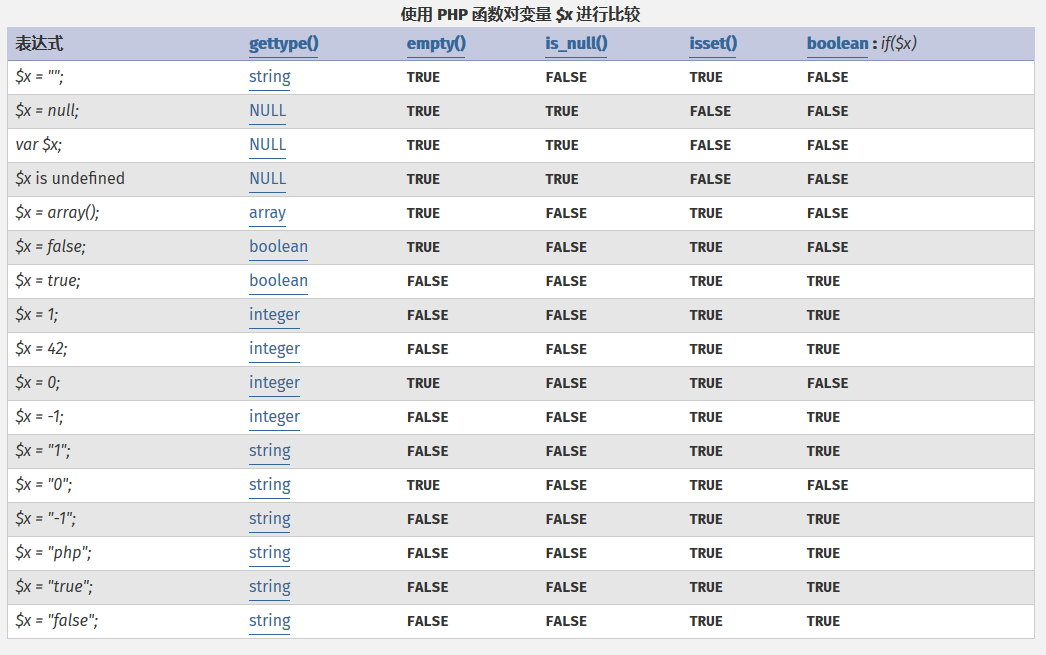 使用 PHP 函数对变量 $x 进行比较
表达式 gettype() empty() is_null() isset() boolean : if($x)
$x = ""; string TRUE FALSE TRUE FALSE
$x = null; NULL TRUE TRUE FALSE FALSE
var $x; NULL TRUE TRUE FALSE FALSE
$x is undefined NULL TRUE TRUE FALSE FALSE
$x = array(); array TRUE FALSE TRUE FALSE
$x = false; boolean TRUE FALSE TRUE FALSE
$x = true; boolean FALSE FALSE TRUE TRUE
$x = 1; integer FALSE FALSE TRUE TRUE
$x = 42; integer FALSE FALSE TRUE TRUE
$x = 0; integer TRUE FALSE TRUE FALSE
$x = -1; integer FALSE FALSE TRUE TRUE
$x = "1"; string FALSE FALSE TRUE TRUE
$x = "0"; string TRUE FALSE TRUE FALSE
$x = "-1"; string FALSE FALSE TRUE TRUE
$x = "php"; string FALSE FALSE TRUE TRUE
$x = "true"; string FALSE FALSE TRUE TRUE
$x = "false"; string FALSE FALSE TRUE TRUE